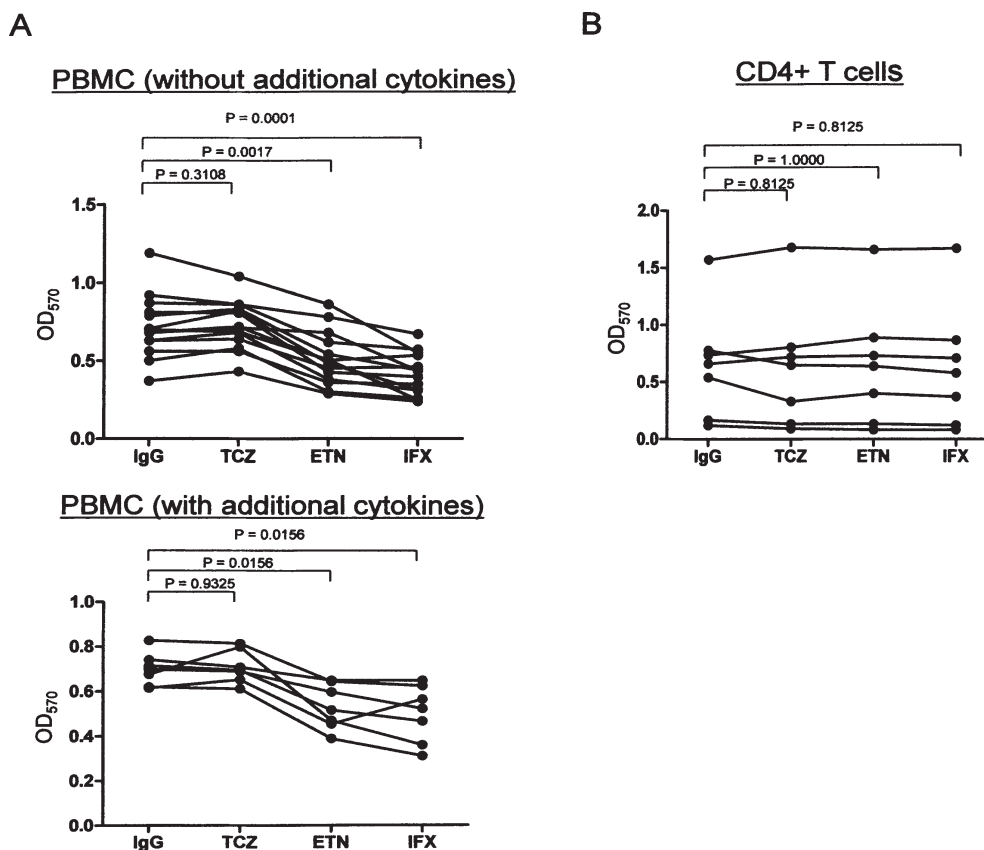 A
PBMC (without additional cytokines)
P = 0.0001
P = 0.0017
P = 0.3108
1.5
1.0
0.5
0.0
OD570
IgG TCZ ETN IFX
PBMC (with additional cytokines)
P = 0.0156
P = 0.0156
P = 0.9325
1.0
0.8
0.6
0.4
0.2
0.0
OD570
IgG TCZ ETN IFX
B
CD4+ T cells
P = 0.8125
P = 1.0000
P = 0.8125
2.0
1.5
1.0
0.5
0.0
OD570
IgG TCZ ETN IFX